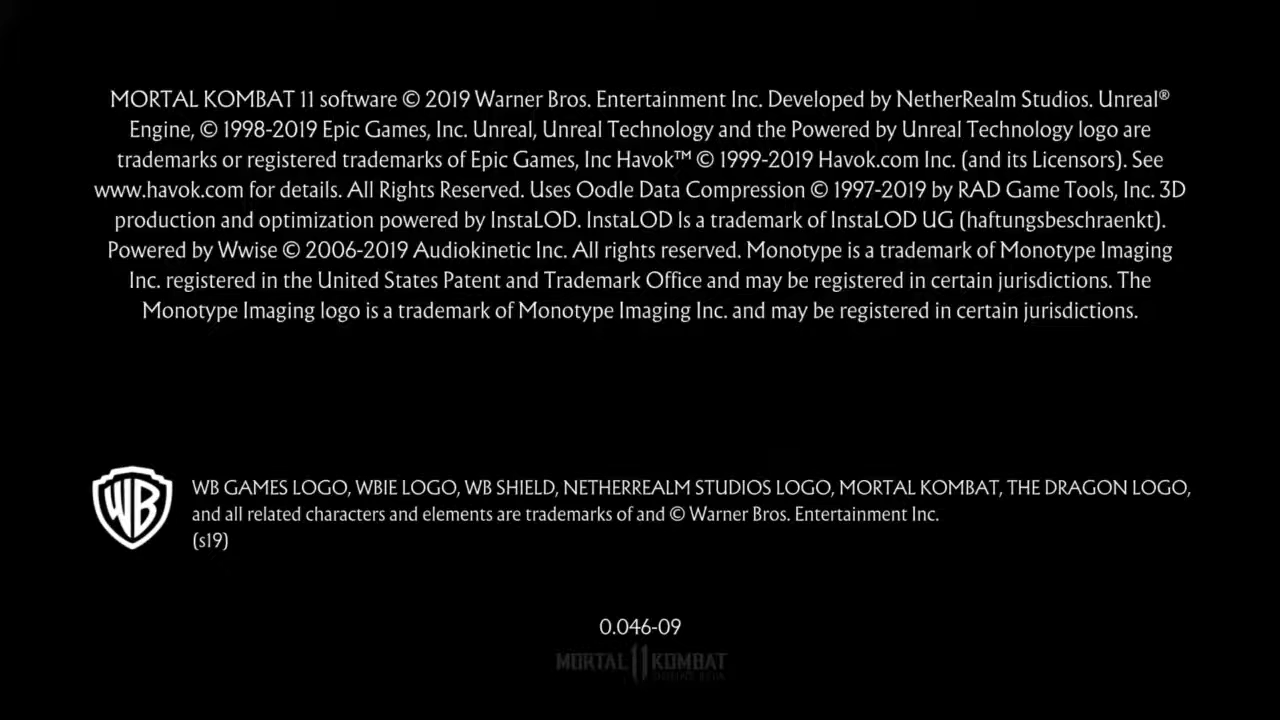 MORTAL KOMBAT 11 software © 2019 Warner Bros. Entertainment Inc. Developed by NetherRealm Studios. Unreal®
Engine, © 1998-2019 Epic Games, Inc. Unreal, Unreal Technology and the Powered by Unreal Technology logo are
trademarks or registered trademarks of Epic Games, Inc Havok™ © 1999-2019 Havok.com Inc. (and its Licensors). See
www.havok.com for details. All Rights Reserved. Uses Oodle Data Compression © 1997-2019 by RAD Game Tools, Inc. 3D
production and optimization powered by InstaLOD. InstaLOD Is a trademark of InstaLOD UG (haftungsbeschraenkt).
Powered by Wwise © 2006-2019 Audiokinetic Inc. All rights reserved. Monotype is a trademark of Monotype Imaging
Inc. registered in the United States Patent and Trademark Office and may be registered in certain jurisdictions. The
Monotype Imaging logo is a trademark of Monotype Imaging Inc. and may be registered in certain jurisdictions.
WB
WB GAMES LOGO, WBIE LOGO, WB SHIELD, NETHERREALM STUDIOS LOGO, MORTAL KOMBAT, THE DRAGON LOGO,
and all related characters and elements are trademarks of and © Warner Bros. Entertainment Inc.
(s19)
0.046-09
MORTAL 11 KOMBAT